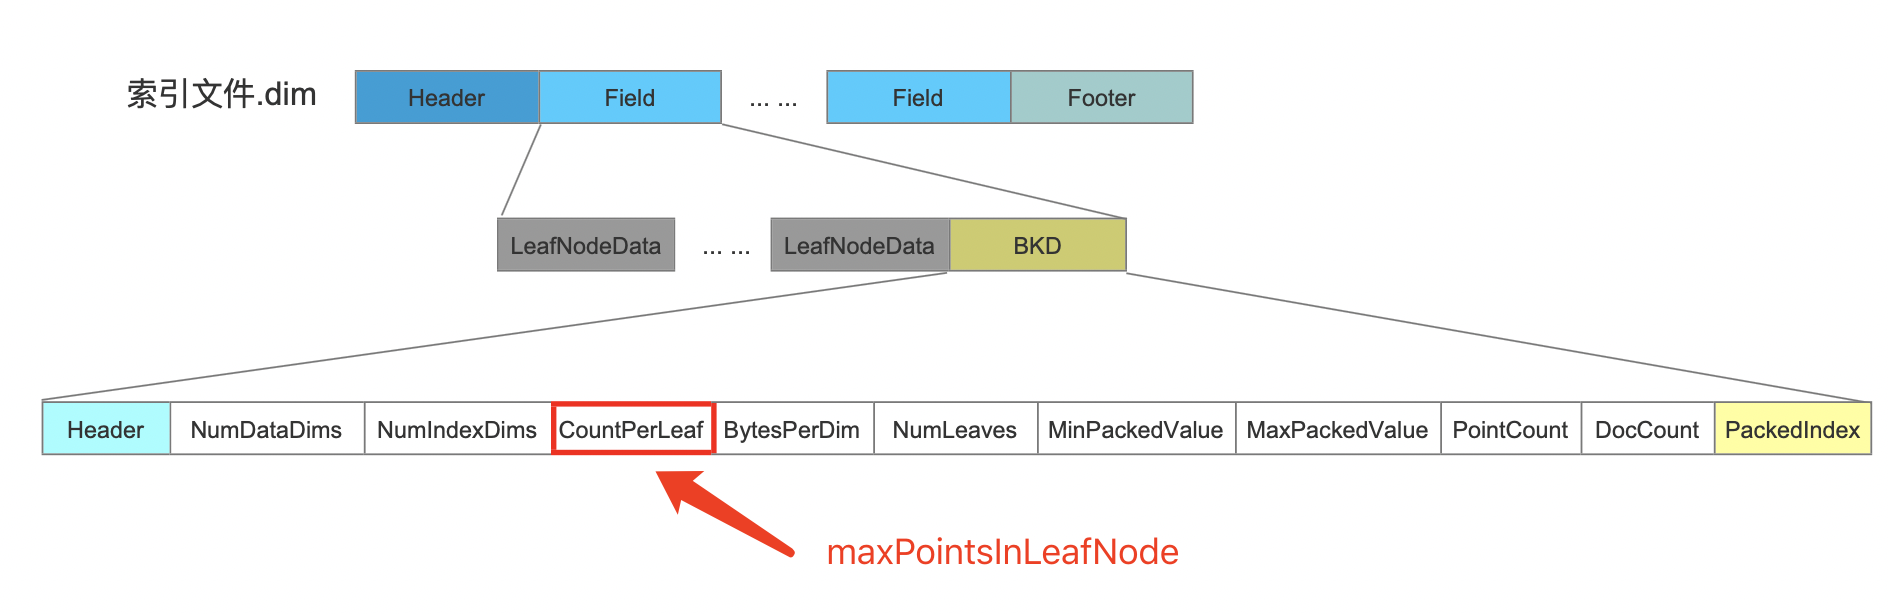 索引文件.dim Header Field ... ... Field Footer
LeafNodeData ... ... LeafNodeData BKD
Header NumDataDims NumIndexDims CountPerLeaf BytesPerDim NumLeaves MinPackedValue MaxPackedValue PointCount DocCount PackedIndex
maxPointsInLeafNode